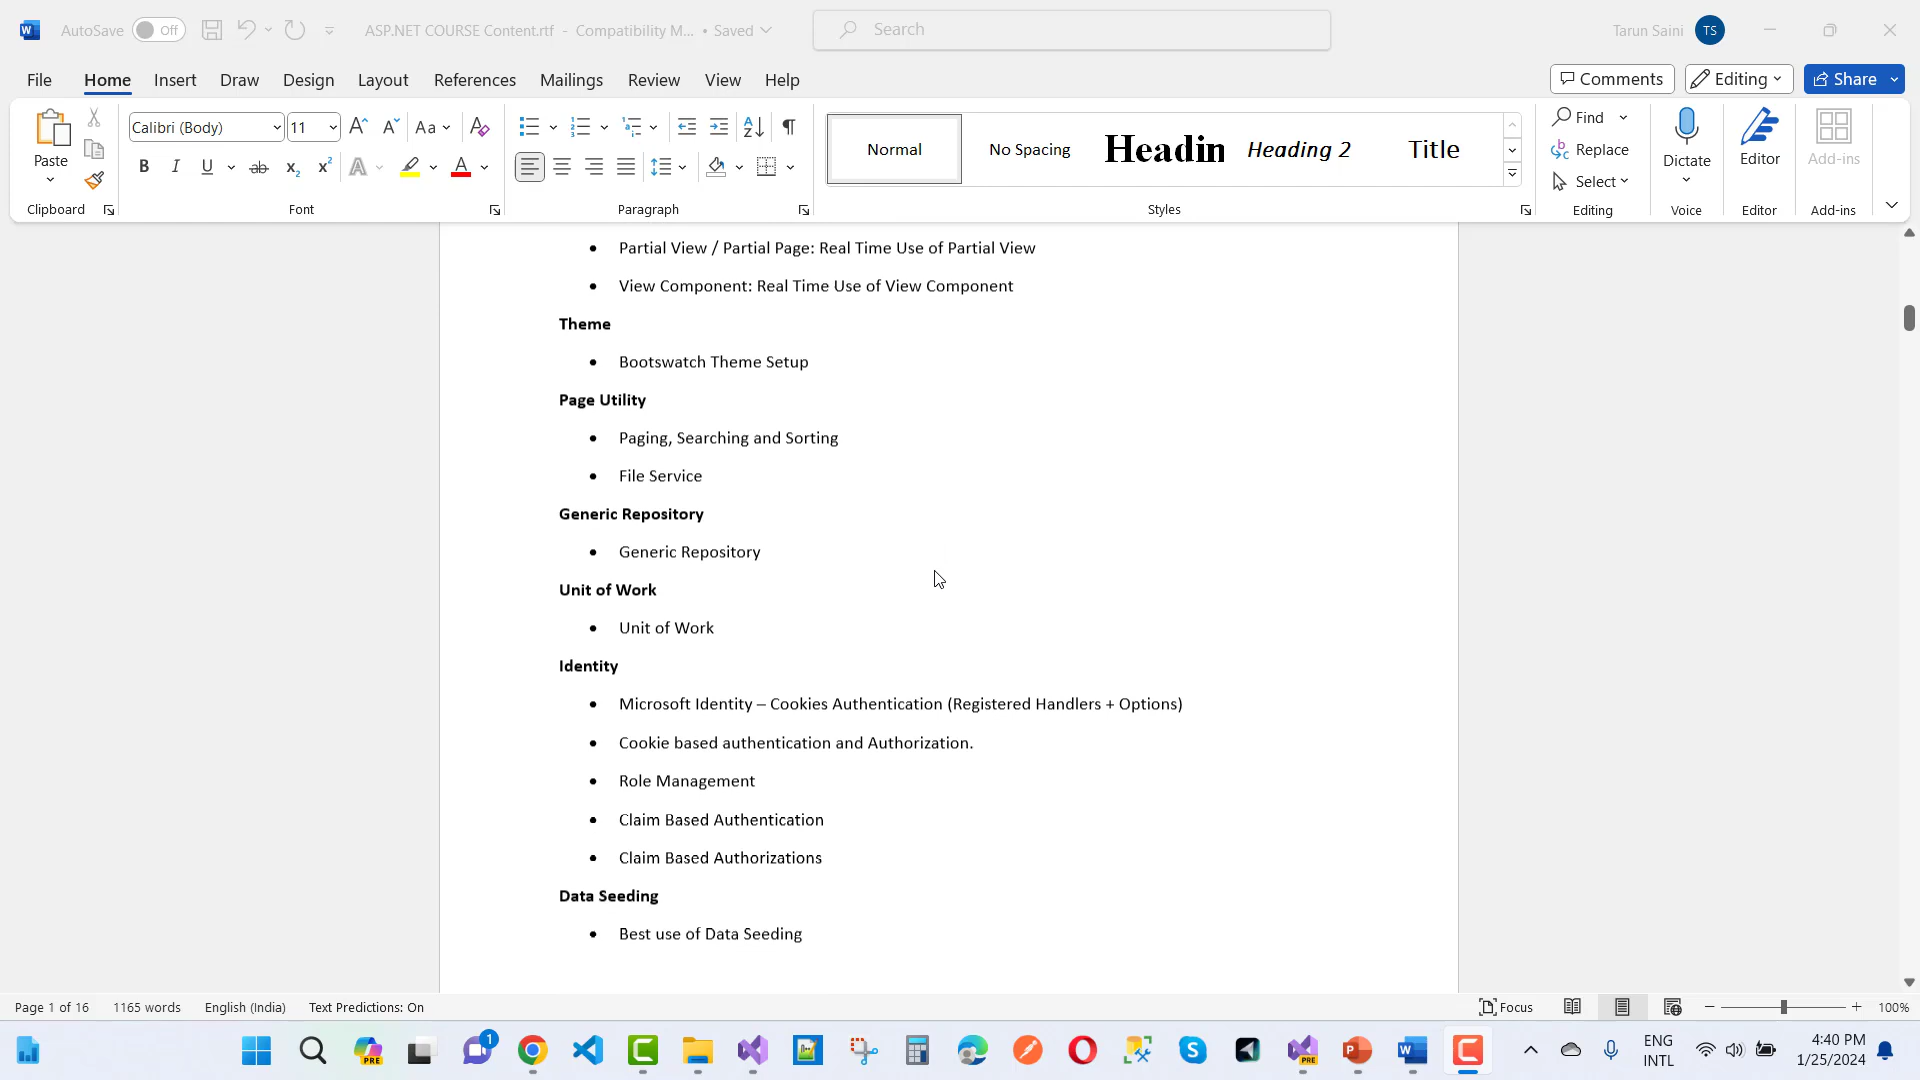 AutoSave Off ASP.NET COURSE Content.rtf - Compatibility M... • Saved Search Tarun Saini TS
File Home Insert Draw Design Layout References Mailings Review View Help Comments Editing Share
Paste
Clipboard
Calibri (Body) 11
Font
Paragraph
Normal No Spacing Headin Heading 2 Title
Styles
Find
Replace
Select
Editing
Dictate
Voice
Editor
Editor
Add-ins
Add-ins
• Partial View / Partial Page: Real Time Use of Partial View
• View Component: Real Time Use of View Component
Theme
• Bootswatch Theme Setup
Page Utility
• Paging, Searching and Sorting
• File Service
Generic Repository
• Generic Repository
Unit of Work
• Unit of Work
Identity
• Microsoft Identity – Cookies Authentication (Registered Handlers + Options)
• Cookie based authentication and Authorization.
• Role Management
• Claim Based Authentication
• Claim Based Authorizations
Data Seeding
• Best use of Data Seeding
Page 1 of 16 1165 words English (India) Text Predictions: On Focus 100%
PRE 1 PRE ENG
INTL
4:40 PM
1/25/2024